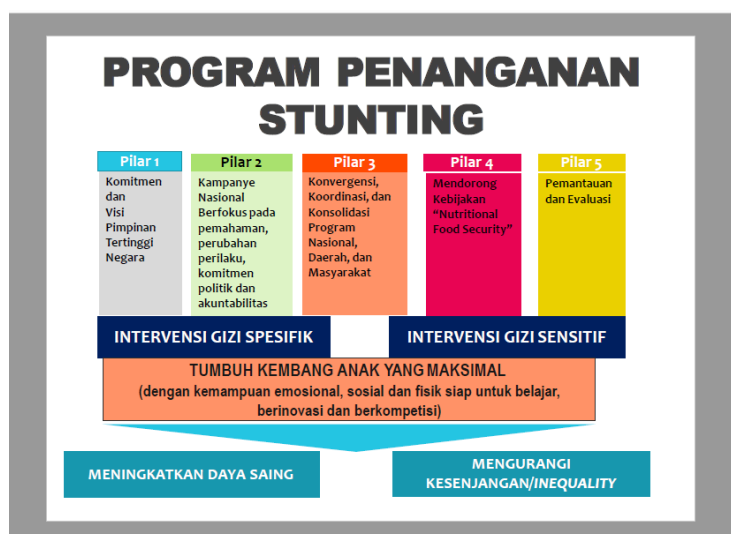 PROGRAM PENANGANAN
STUNTING
Pilar 1
Komitmen
dan
Visi
Pimpinan
Tertinggi
Negara
Pilar 2
Kampanye
Nasional
Berfokus pada
pemahaman,
perubahan
perilaku,
komitmen
politik dan
akuntabilitas
Pilar 3
Konvergensi,
Koordinasi, dan
Konsolidasi
Program
Nasional,
Daerah, dan
Masyarakat
Pilar 4
Mendorong
Kebijakan
“Nutritional
Food Security”
Pilar 5
Pemantauan
dan Evaluasi
INTERVENSI GIZI SPESIFIK
INTERVENSI GIZI SENSITIF
TUMBUH KEMBANG ANAK YANG MAKSIMAL
(dengan kemampuan emosional, sosial dan fisik siap untuk belajar,
berinovasi dan berkompetisi)
MENINGKATKAN DAYA SAING
MENGURANGI
KESENJANGAN/INEQUALITY